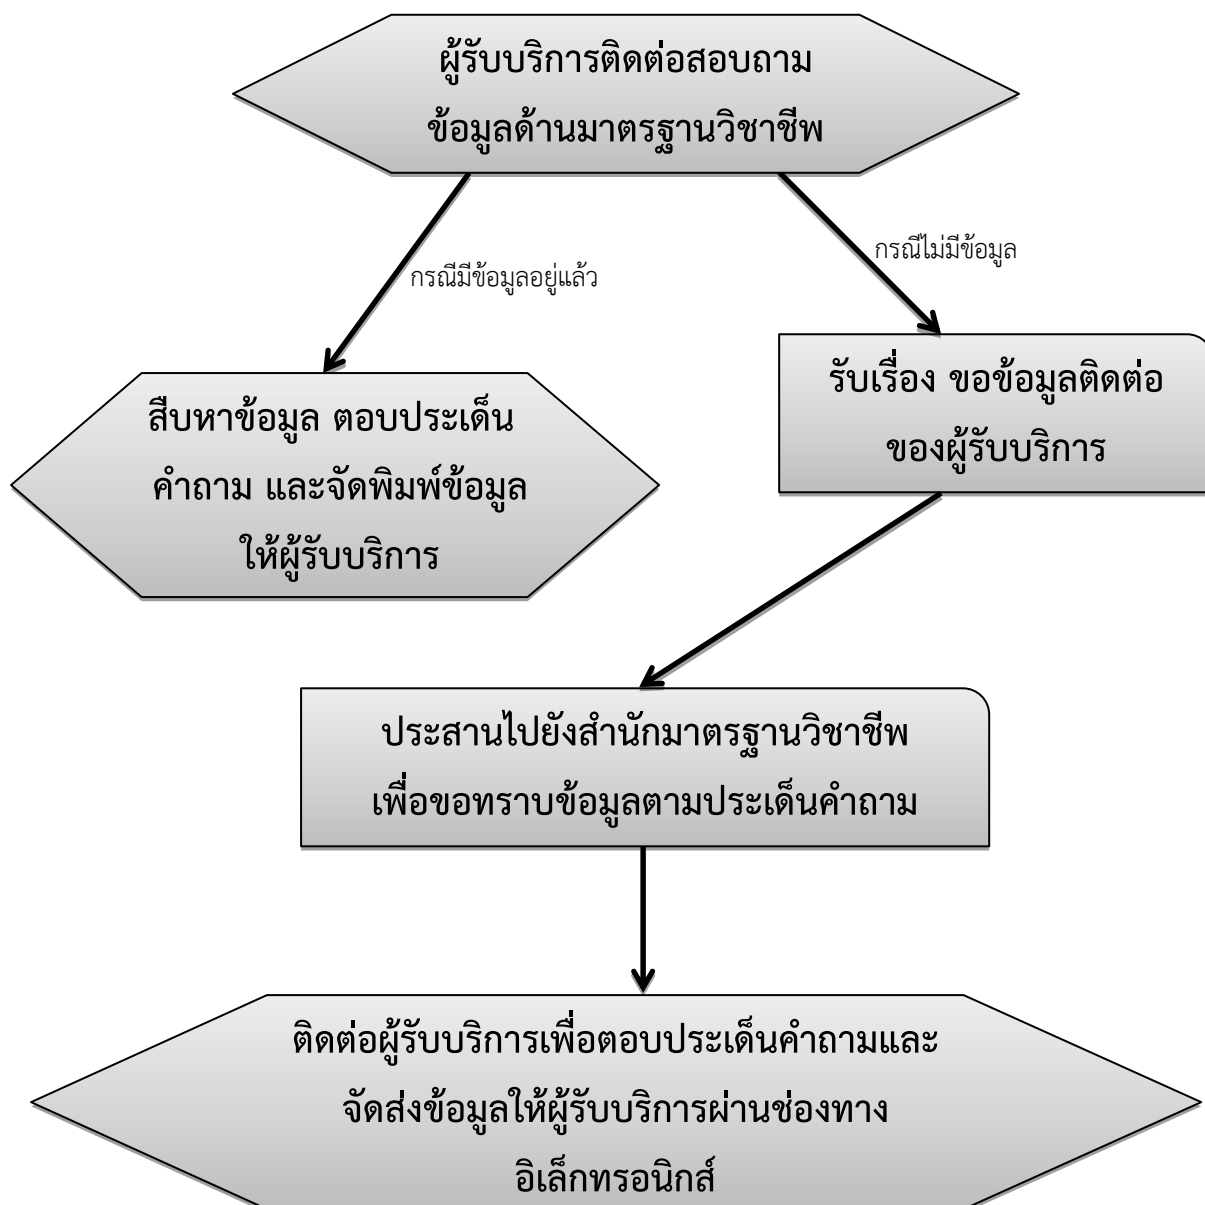 ผู้รับบริการติดต่อสอบถาม
ข้อมูลด้านมาตรฐานวิชาชีพ
กรณีมีข้อมูลอยู่แล้ว
กรณีไม่มีข้อมูล
สืบหาข้อมูล ตอบประเด็น
คำถาม และจัดพิมพ์ข้อมูล
ให้ผู้รับบริการ
รับเรื่อง ขอข้อมูลติดต่อ
ของผู้รับบริการ
ประสานไปยังสำนักมาตรฐานวิชาชีพ
เพื่อขอทราบข้อมูลตามประเด็นคำถาม
ติดต่อผู้รับบริการเพื่อตอบประเด็นคำถามและ
จัดส่งข้อมูลให้ผู้รับบริการผ่านช่องทาง
อิเล็กทรอนิกส์